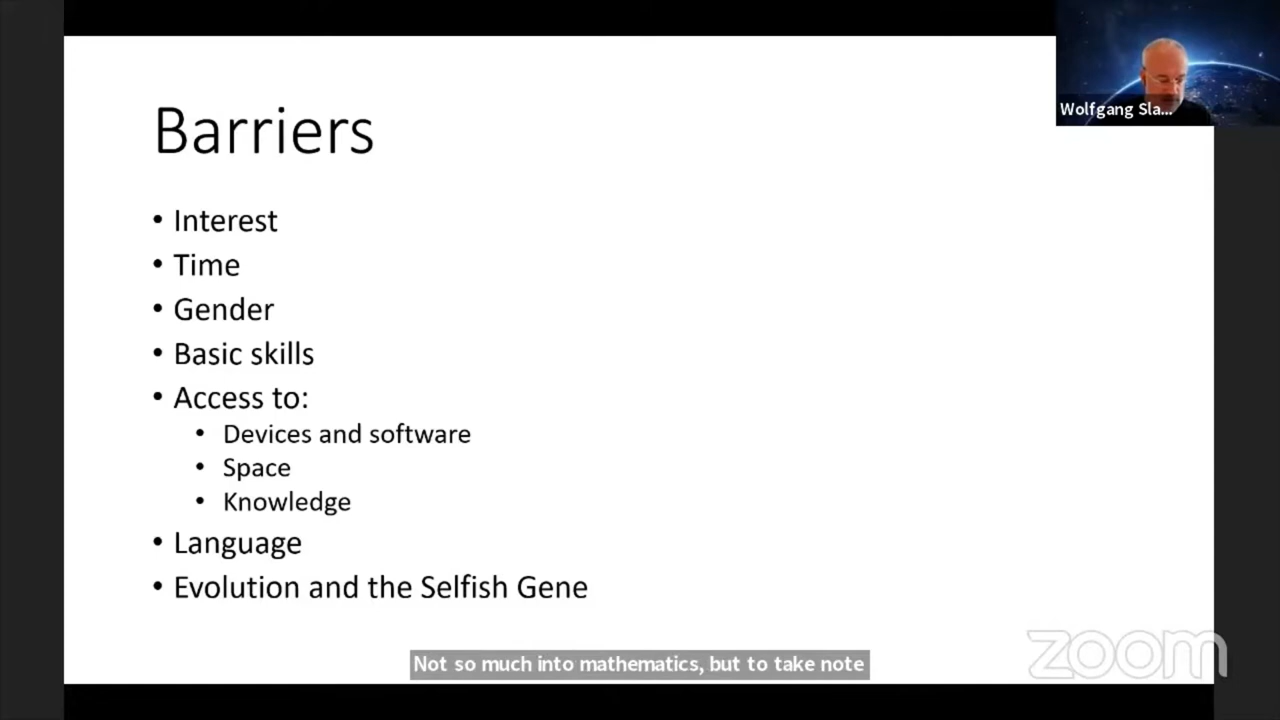 Barriers
Wolfgang Sla...
• Interest
• Time
• Gender
• Basic skills
• Access to:
• Devices and software
• Space
• Knowledge
• Language
• Evolution and the Selfish Gene
Not so much into mathematics, but to take note
zoom